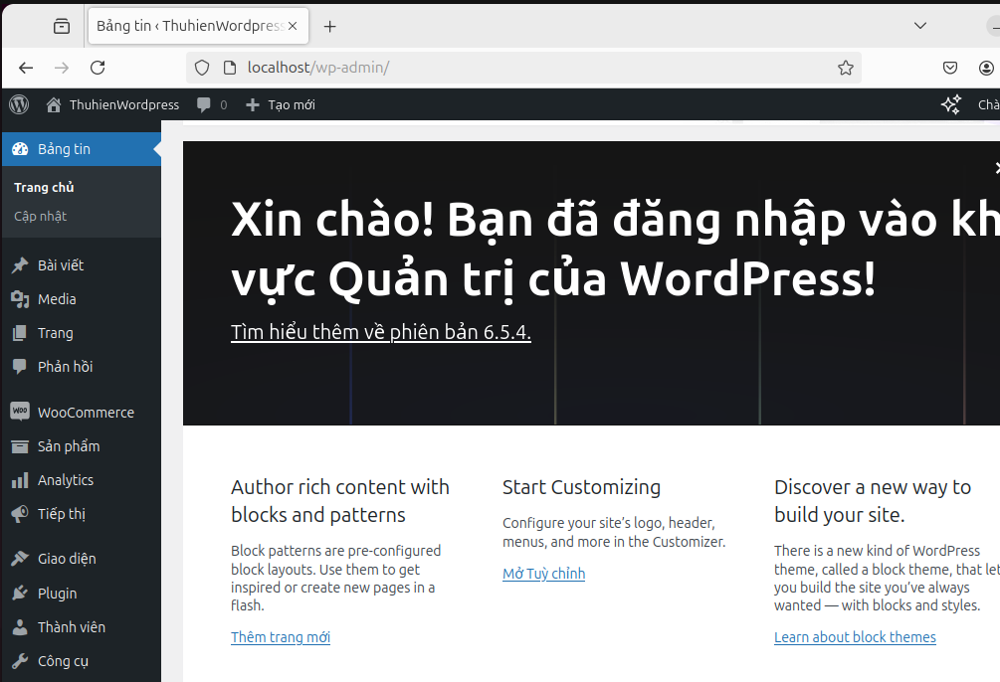 Bảng tin ‹ ThuhienWordpress
localhost/wp-admin/
ThuhienWordpress
0
Tạo mới
Bảng tin
Trang chủ
Cập nhật
Bài viết
Media
Trang
Phản hồi
Woo
WooCommerce
Sản phẩm
Analytics
Tiếp thị
Giao diện
Plugin
Thành viên
Công cụ
Xin chào! Bạn đã đăng nhập vào kh
vực Quản trị của WordPress!
Tìm hiểu thêm về phiên bản 6.5.4.
Author rich content with
blocks and patterns
Block patterns are pre-configured
block layouts. Use them to get
inspired or create new pages in a
flash.
Thêm trang mới
Start Customizing
Configure your site’s logo, header,
menus, and more in the Customizer.
Mở Tuỳ chỉnh
Discover a new way to
build your site.
There is a new kind of WordPress
theme, called a block theme, that let
you build the site you’ve always
wanted — with blocks and styles.
Learn about block themes